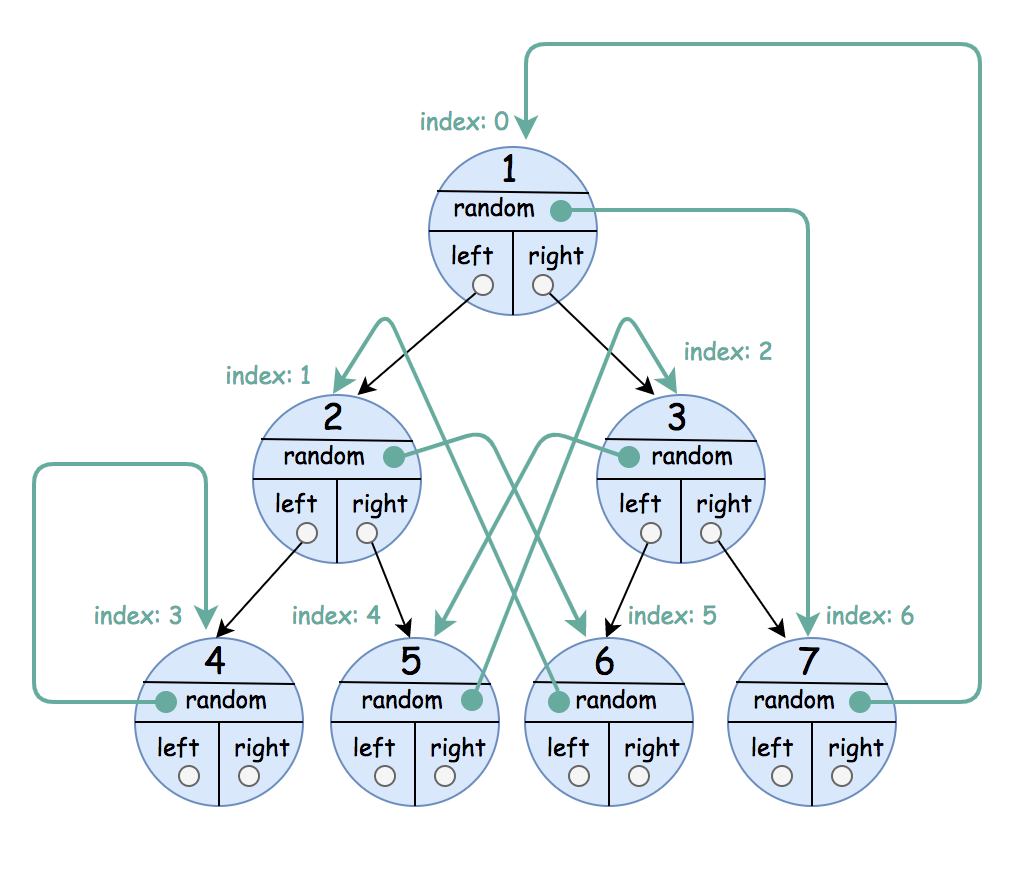 index: 0
1
random
left right
index: 1
2
random
left right
index: 2
3
random
left right
index: 3
4
random
left right
index: 4
5
random
left right
index: 5
6
random
left right
index: 6
7
random
left right